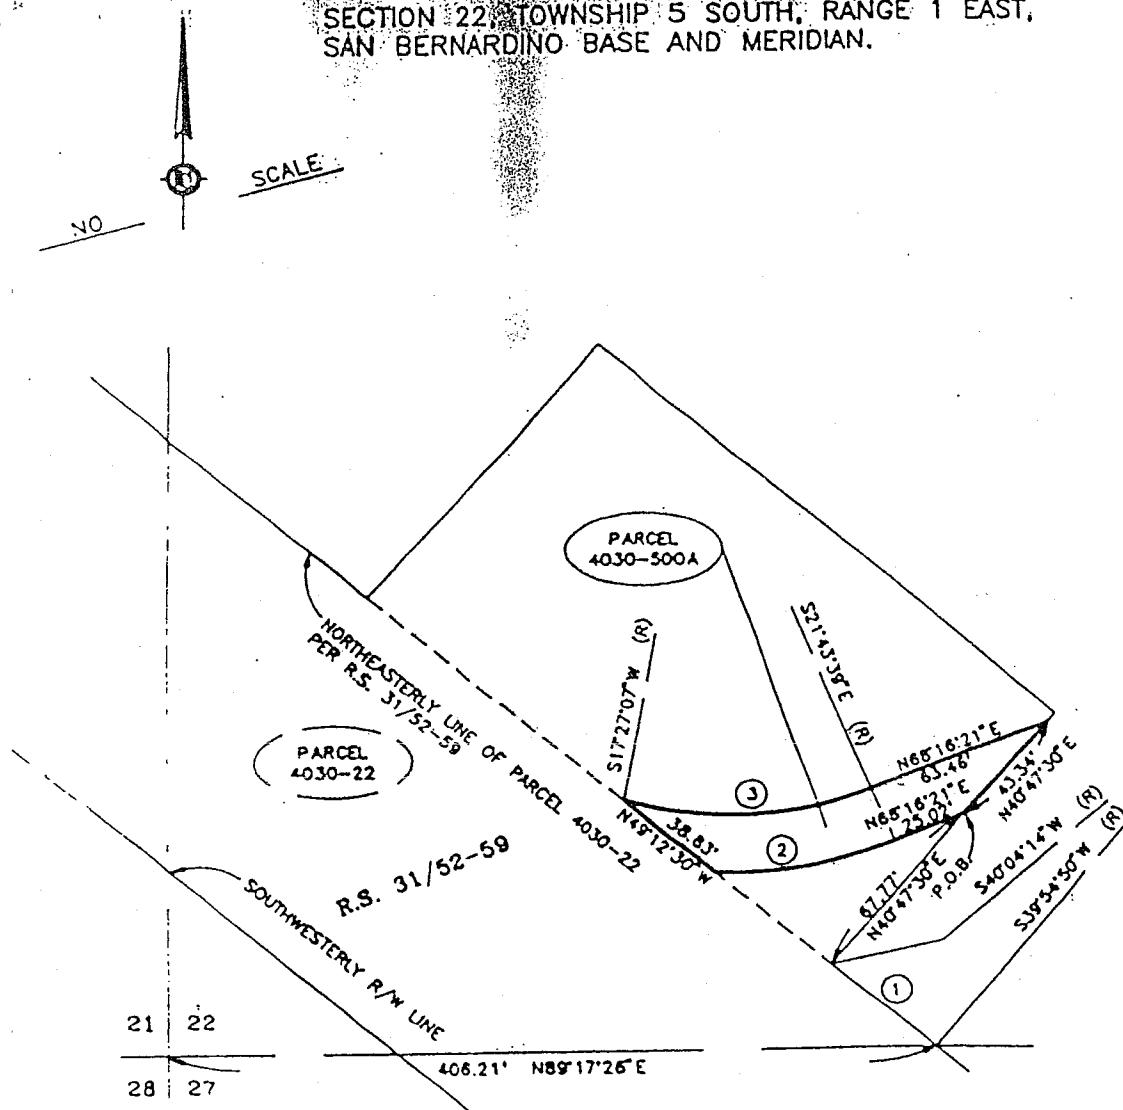 SECTION 22, TOWNSHIP 5 SOUTH, RANGE 1 EAST,
SAN BERNARDINO BASE AND MERIDIAN.
SCALE
NO
PARCEL
4030-500A
S17°27'07"W (R)
S21°43'39"E (R)
NORTHEASTERLY LINE OF PARCEL 4030-22
PER R.S. 31/52-59
PARCEL
4030-22
N68°16'21"E
63.46'
3
N68°16'21"E
25.02'
43.34'
N40°47'30"E
38.83'
N49°12'30"W
2
67.77'
N40°47'30"E
P.O.B.
S40°04'14"W (R)
S39°54'50"W (R)
R.S. 31/52-59
SOUTHWESTERLY R/W LINE
1
21 22
28 27
406.21' N89°17'26"E